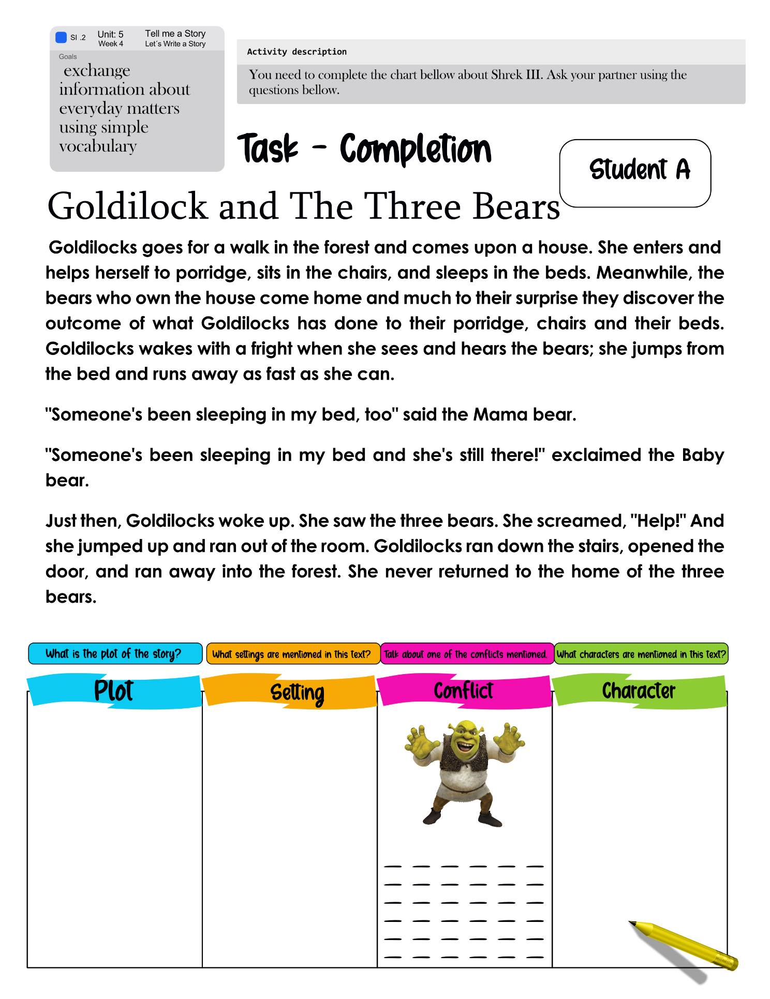 SI .2
Unit: 5
Week 4
Tell me a Story
Let´s Write a Story
Goals
exchange
information about
everyday matters
using simple
vocabulary
Activity description
You need to complete the chart bellow about Shrek III. Ask your partner using the
questions bellow.
Task - Completion
Student A
Goldilock and The Three Bears
Goldilocks goes for a walk in the forest and comes upon a house. She enters and
helps herself to porridge, sits in the chairs, and sleeps in the beds. Meanwhile, the
bears who own the house come home and much to their surprise they discover the
outcome of what Goldilocks has done to their porridge, chairs and their beds.
Goldilocks wakes with a fright when she sees and hears the bears; she jumps from
the bed and runs away as fast as she can.
"Someone's been sleeping in my bed, too" said the Mama bear.
"Someone's been sleeping in my bed and she's still there!" exclaimed the Baby
bear.
Just then, Goldilocks woke up. She saw the three bears. She screamed, "Help!" And
she jumped up and ran out of the room. Goldilocks ran down the stairs, opened the
door, and ran away into the forest. She never returned to the home of the three
bears.
What is the plot of the story?
What settings are mentioned in this text?
Talk about one of the conflicts mentioned.
What characters are mentioned in this text?
Plot
Setting
Conflict
Character